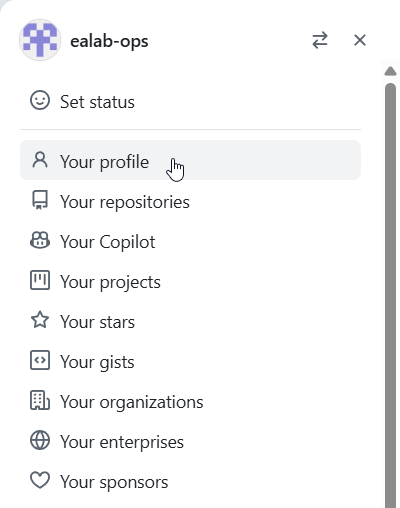 ealab-ops
Set status
Your profile
Your repositories
Your Copilot
Your projects
Your stars
Your gists
Your organizations
Your enterprises
Your sponsors